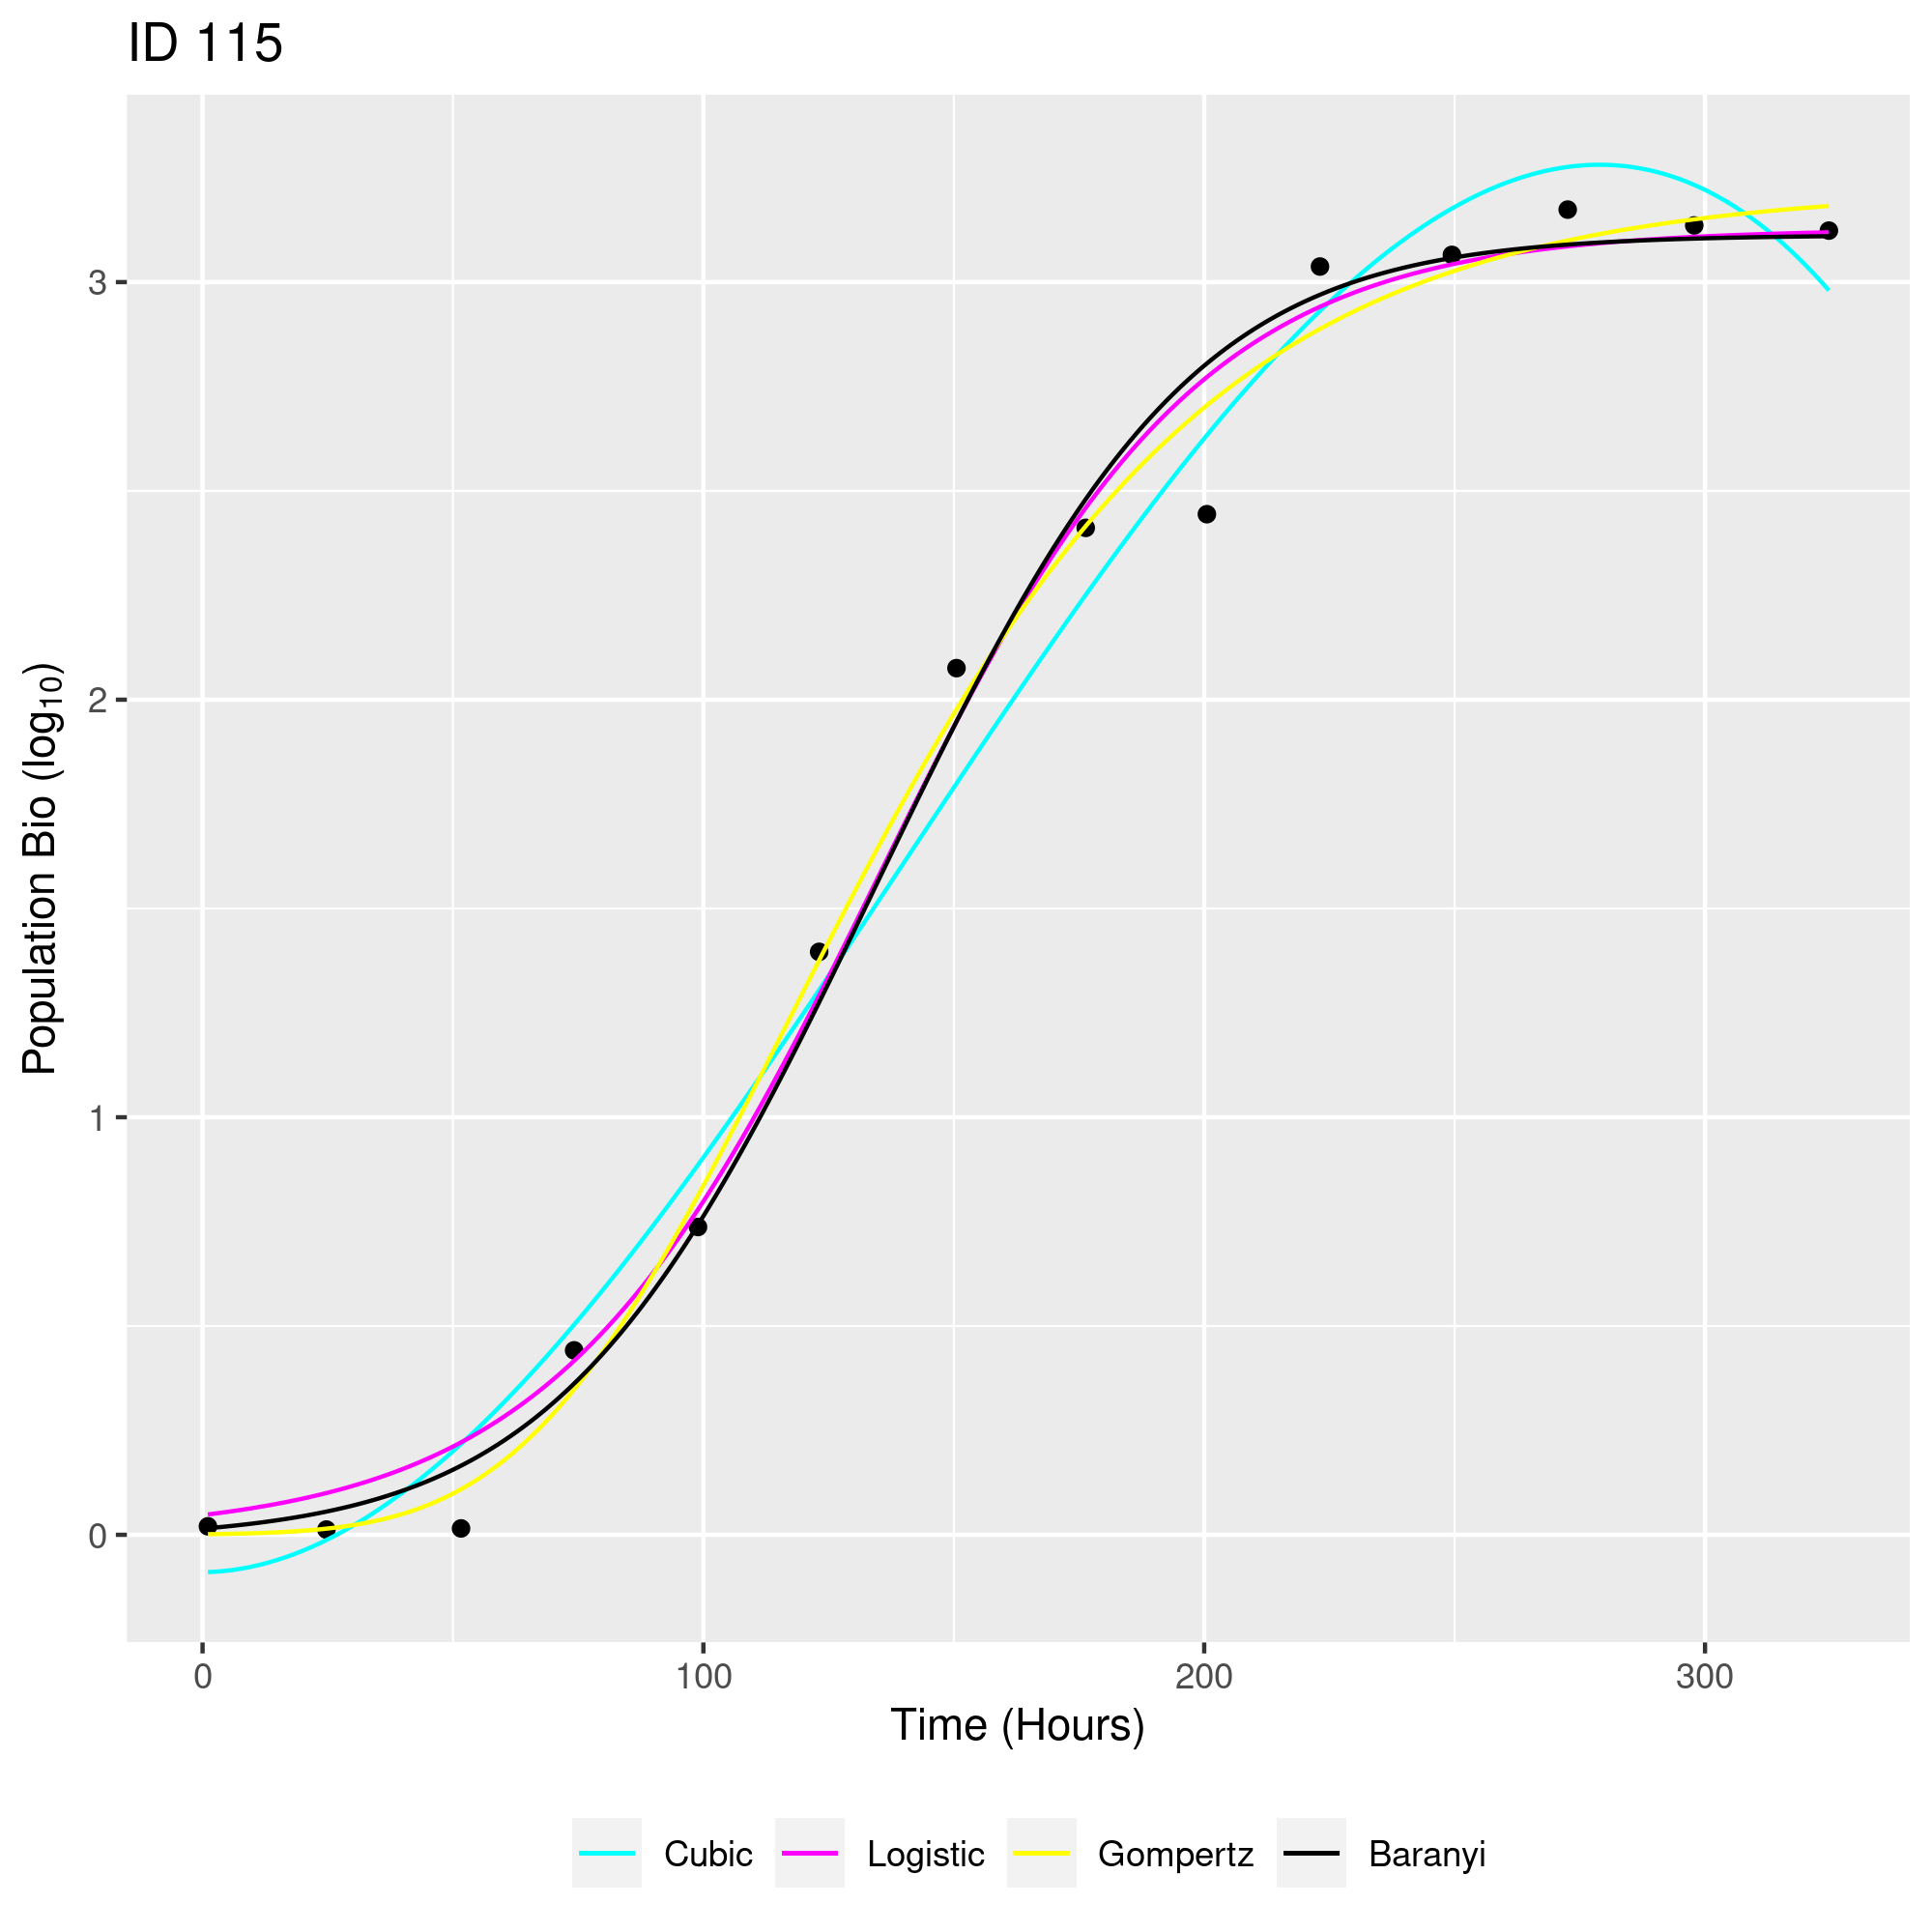 ID 115
Population Bio (log₁₀)
3
2
1
0
0 100 200 300
Time (Hours)
Cubic Logistic Gompertz Baranyi